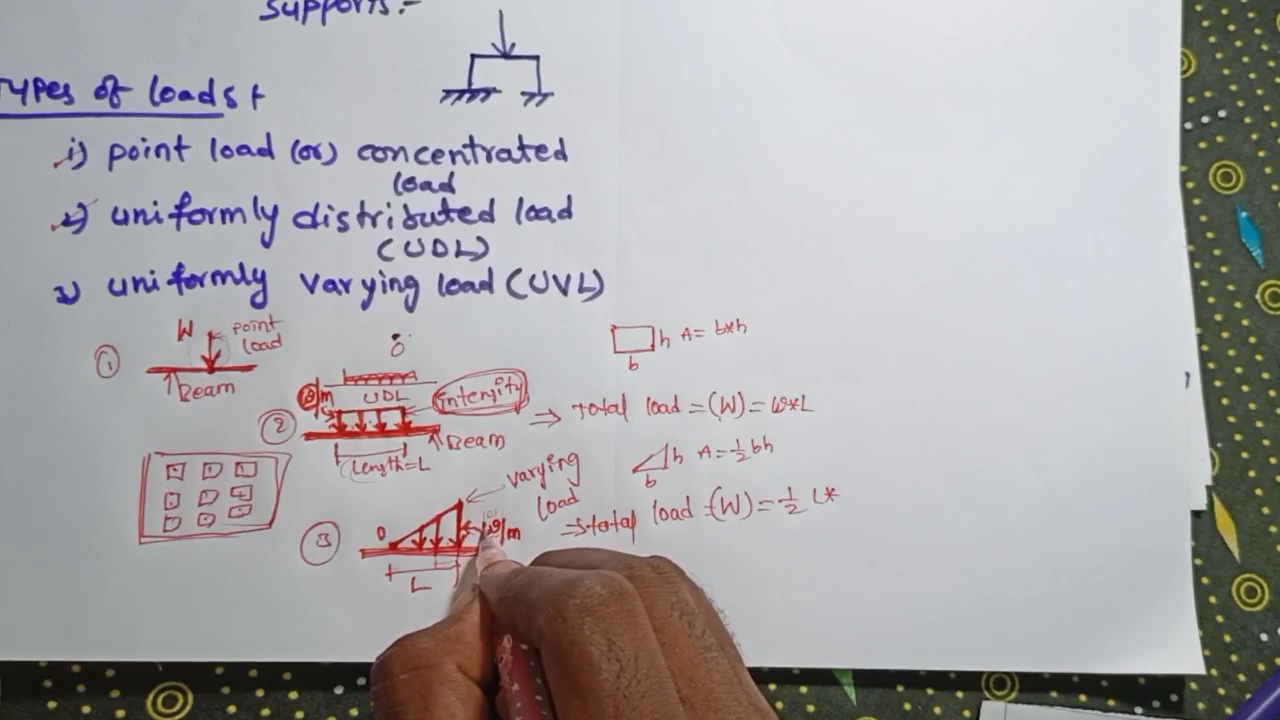 supports:-
Types of loads:
i) point load (or) concentrated
load
2) uniformly distributed load
(UDL)
3) uniformly varying load (UVL)
① W point
load
Beam
h A = b*h
b
② w/m UDL intensity
Beam
Length=L
⇒ Total load = (W) = w*L
h A = ½bh
b
③ 0 varying
load
w/m
L
⇒ total load = (W) = ½ L*